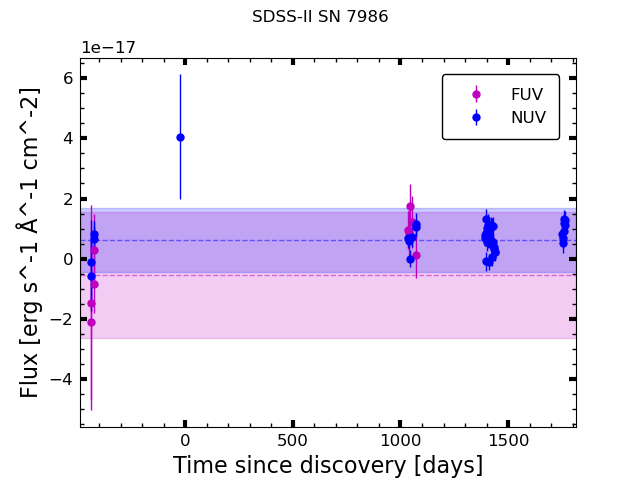 SDSS-II SN 7986
1e−17
Flux [erg s^-1 Å^-1 cm^-2]
6
4
2
0
−2
−4
FUV
NUV
0 500 1000 1500
Time since discovery [days]